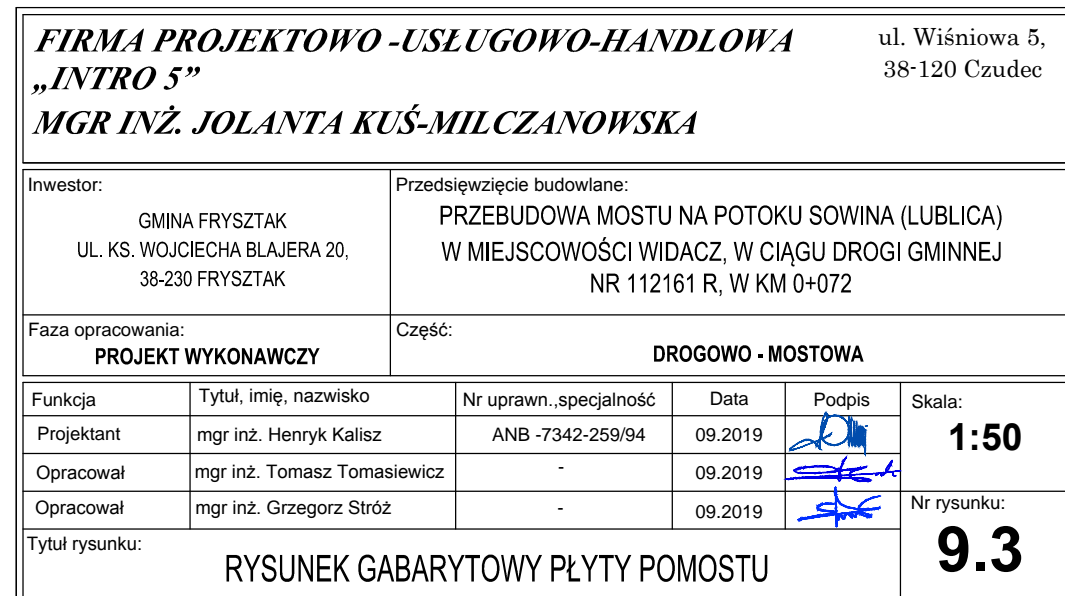 FIRMA PROJEKTOWO -USŁUGOWO-HANDLOWA
„INTRO 5”
MGR INŻ. JOLANTA KUŚ-MILCZANOWSKA
ul. Wiśniowa 5,
38-120 Czudec
Inwestor:
GMINA FRYSZTAK
UL. KS. WOJCIECHA BLAJERA 20,
38-230 FRYSZTAK
Przedsięwzięcie budowlane:
PRZEBUDOWA MOSTU NA POTOKU SOWINA (LUBLICA)
W MIEJSCOWOŚCI WIDACZ, W CIĄGU DROGI GMINNEJ
NR 112161 R, W KM 0+072
Faza opracowania:
PROJEKT WYKONAWCZY
Część:
DROGOWO - MOSTOWA
Funkcja Tytuł, imię, nazwisko Nr uprawn.,specjalność Data Podpis
Projektant mgr inż. Henryk Kalisz ANB -7342-259/94 09.2019
Opracował mgr inż. Tomasz Tomasiewicz - 09.2019
Opracował mgr inż. Grzegorz Stróż - 09.2019
Skala:
1:50
Nr rysunku:
9.3
Tytuł rysunku:
RYSUNEK GABARYTOWY PŁYTY POMOSTU